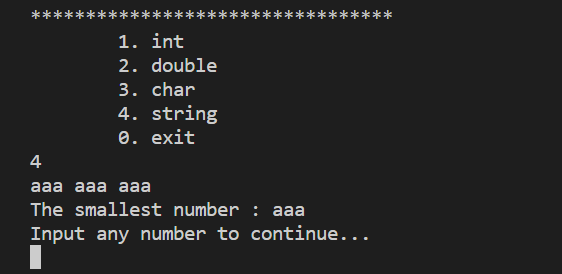 *********************************
1. int
2. double
3. char
4. string
0. exit
4
aaa aaa aaa
The smallest number : aaa
Input any number to continue...